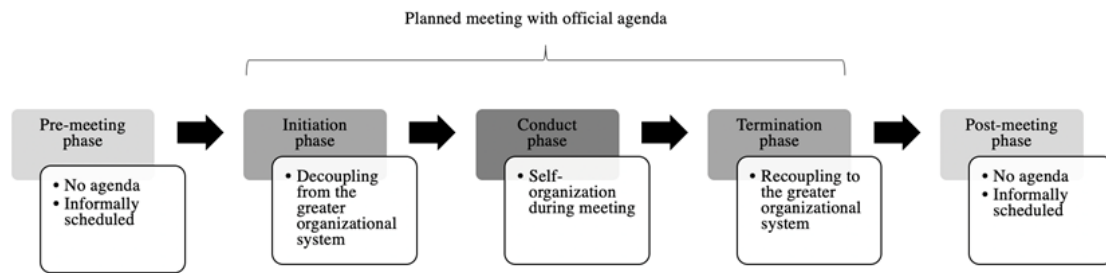 Planned meeting with official agenda
Pre-meeting
phase
• No agenda
• Informally
scheduled
Initiation
phase
• Decoupling
from the
greater
organizational
system
Conduct
phase
• Self-
organization
during meeting
Termination
phase
• Recoupling to
the greater
organizational
system
Post-meeting
phase
• No agenda
• Informally
scheduled